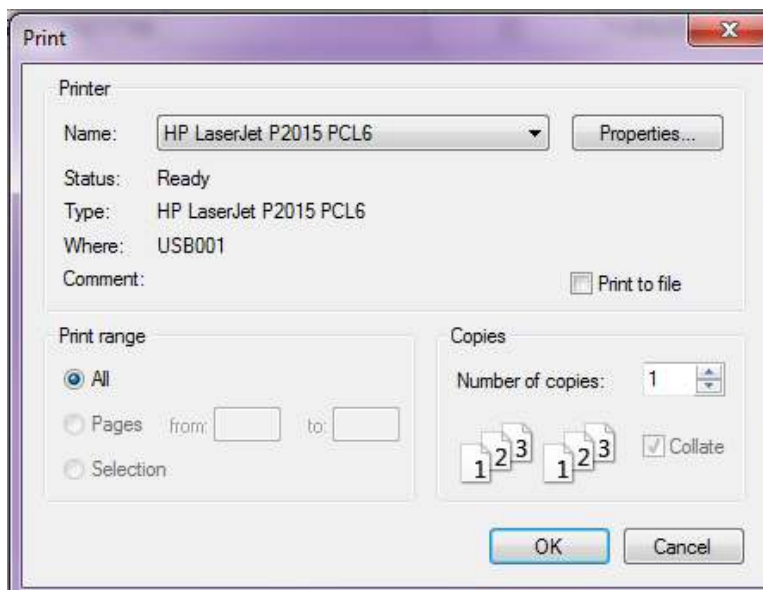 Print
Printer
Name: HP LaserJet P2015 PCL6 Properties...
Status: Ready
Type: HP LaserJet P2015 PCL6
Where: USB001
Comment: Print to file
Print range
All
Pages from: to:
Selection
Copies
Number of copies: 1
1 2 3 1 2 3 Collate
OK Cancel